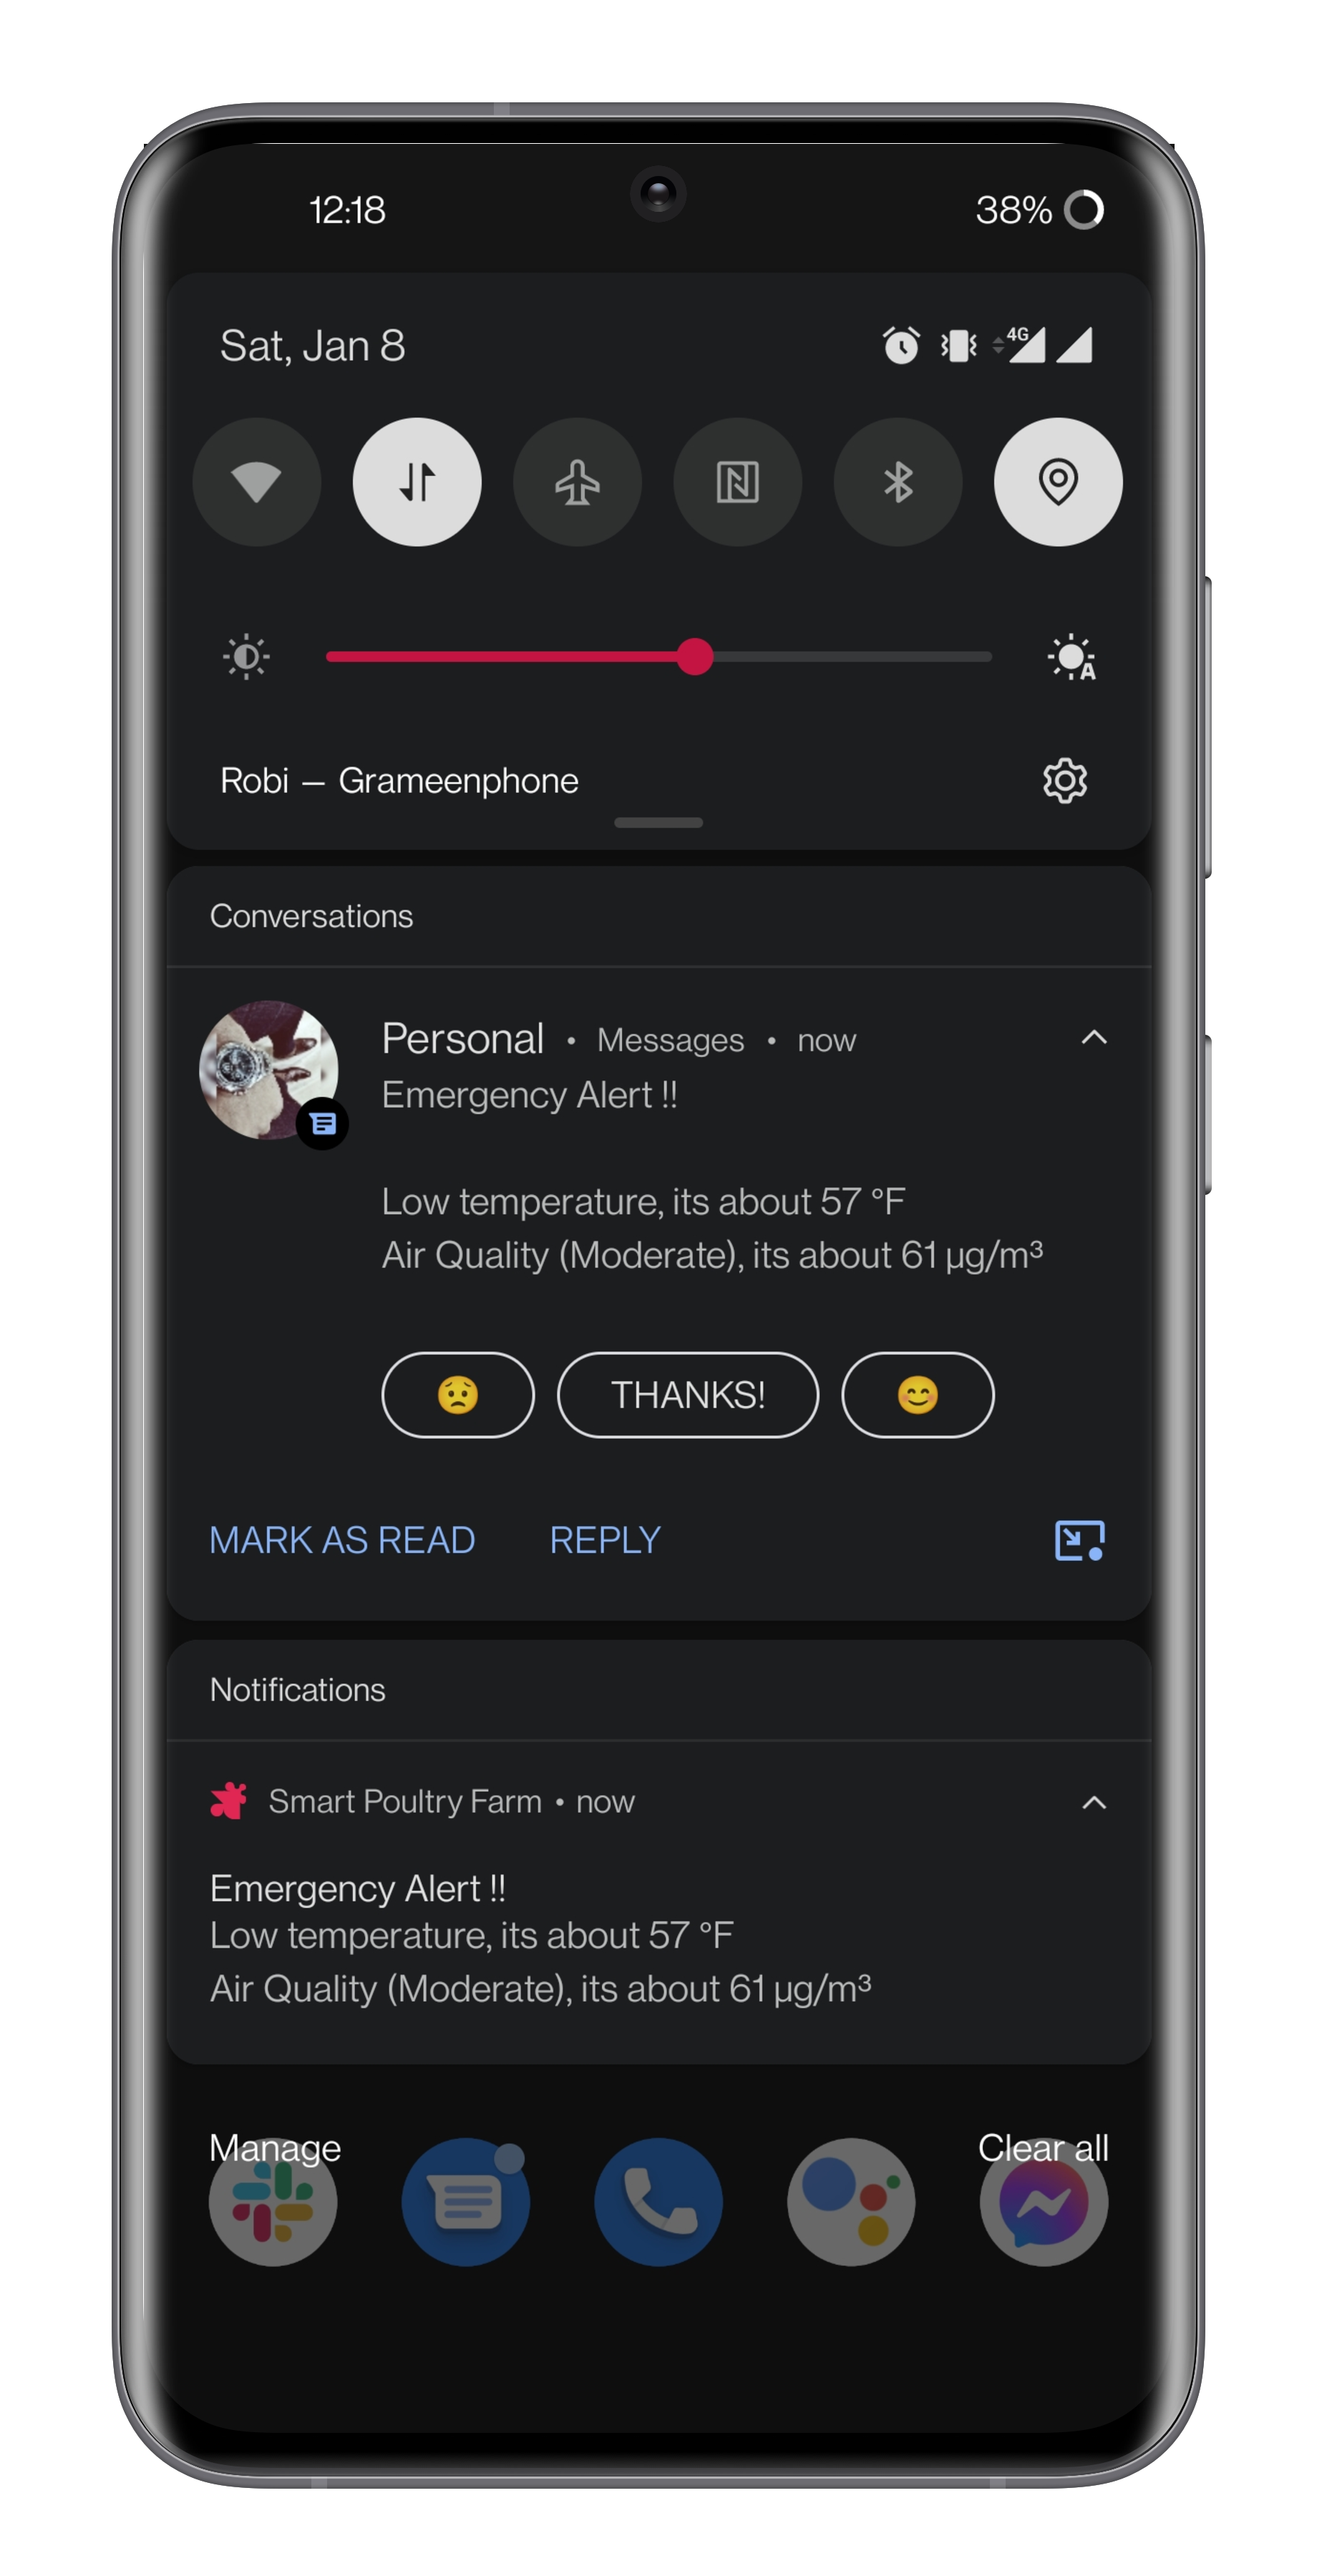 12:18 38%
Sat, Jan 8 4G
A
Robi — Grameenphone
Conversations
Personal • Messages • now
Emergency Alert !!
Low temperature, its about 57 °F
Air Quality (Moderate), its about 61 µg/m³
THANKS!
MARK AS READ REPLY
Notifications
Smart Poultry Farm • now
Emergency Alert !!
Low temperature, its about 57 °F
Air Quality (Moderate), its about 61 µg/m³
Manage Clear all